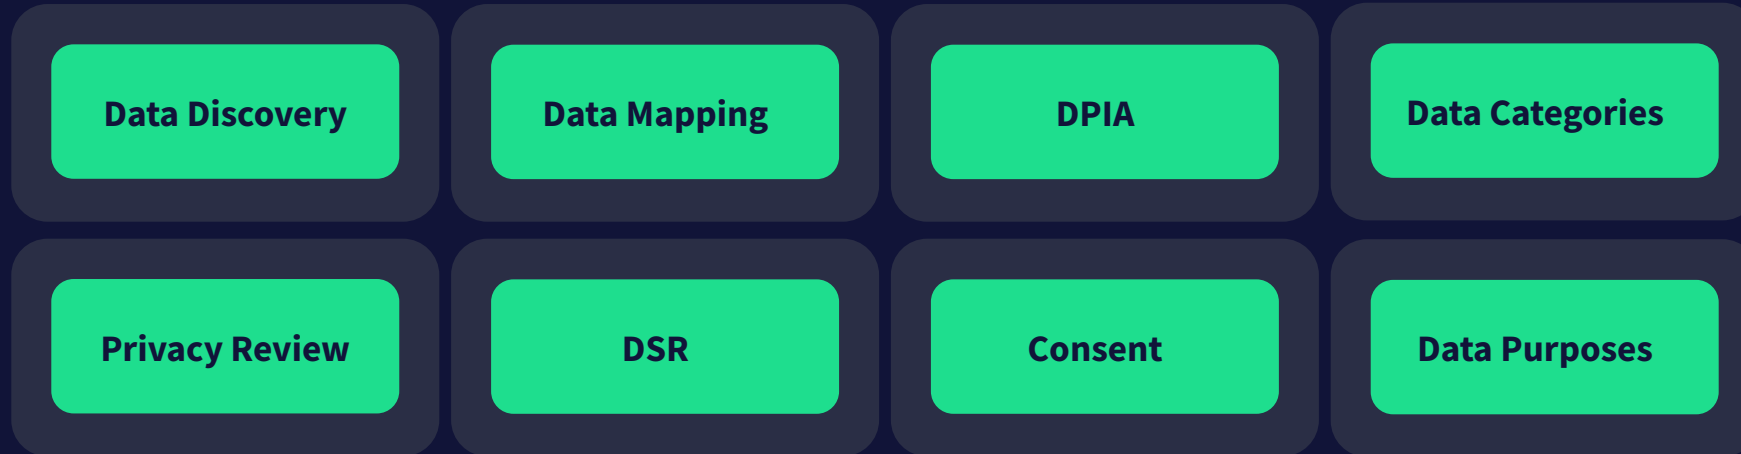 Data Discovery
Data Mapping
DPIA
Data Categories
Privacy Review
DSR
Consent
Data Purposes